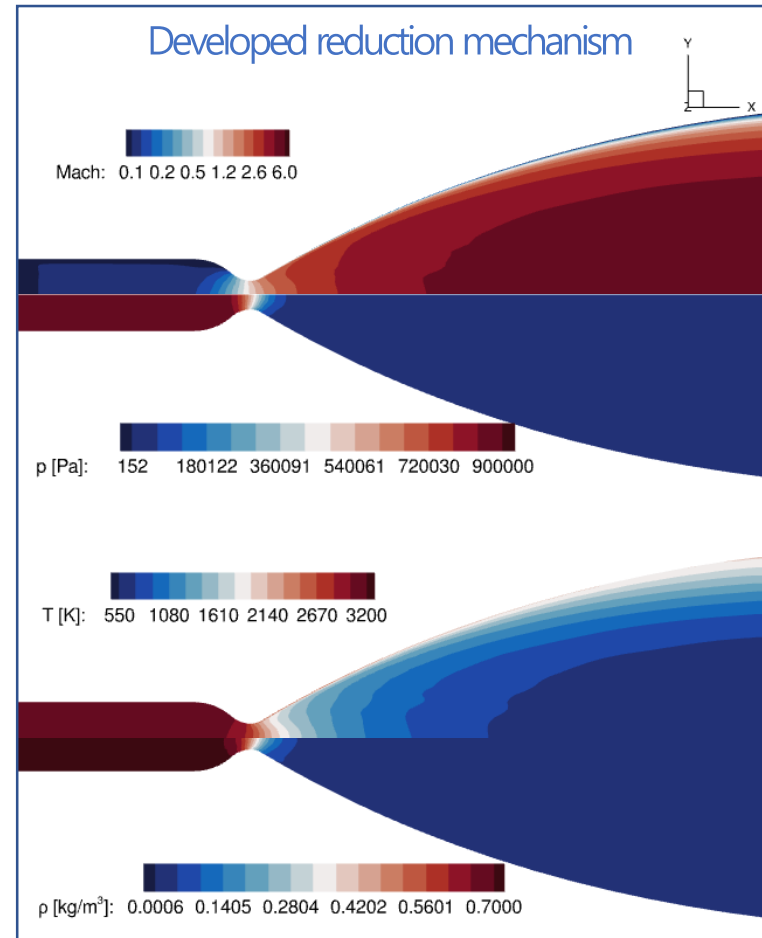 Developed reduction mechanism
Y
Z X
Mach: 0.1 0.2 0.5 1.2 2.6 6.0
p [Pa]: 152 180122 360091 540061 720030 900000
T [K]: 550 1080 1610 2140 2670 3200
ρ [kg/m³]: 0.0006 0.1405 0.2804 0.4202 0.5601 0.7000